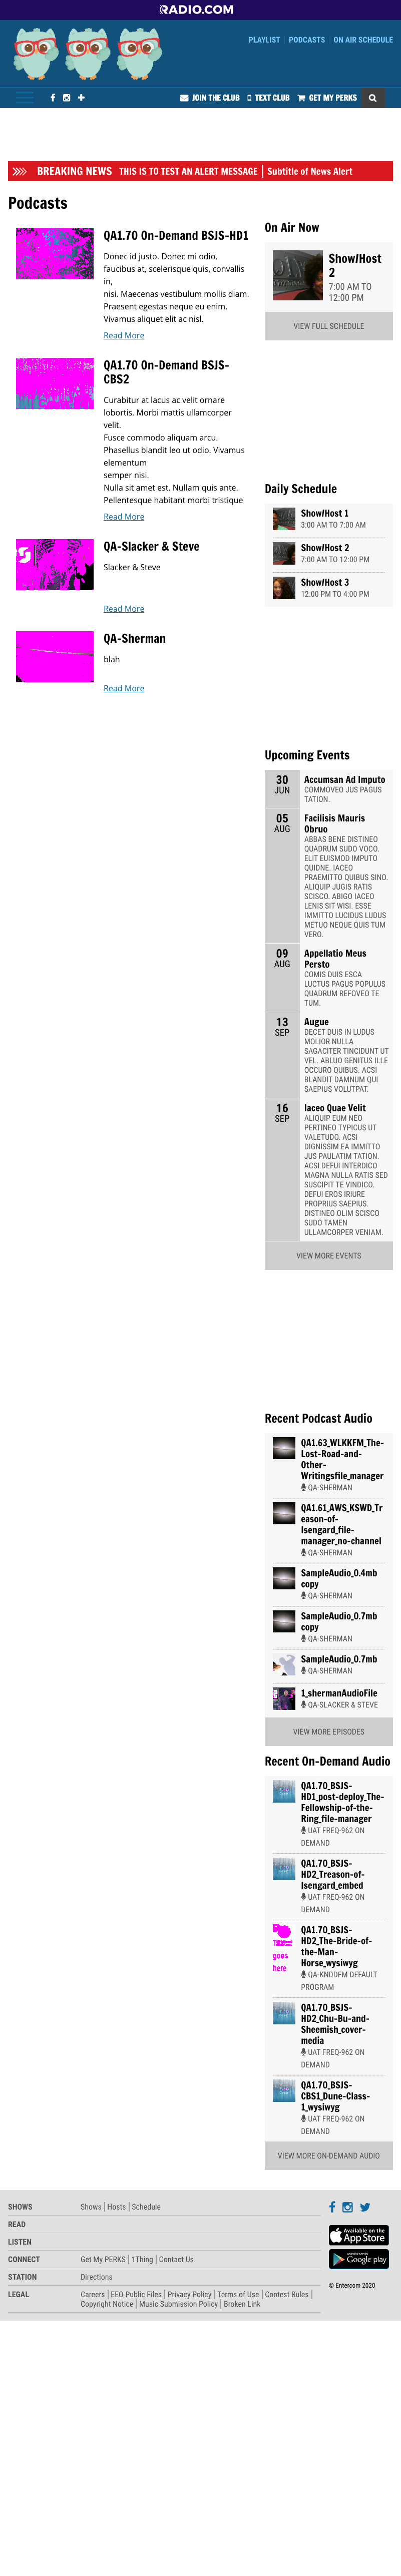 RADIO.COM
PLAYLIST
PODCASTS
ON AIR SCHEDULE
JOIN THE CLUB
TEXT CLUB
GET MY PERKS
BREAKING NEWS THIS IS TO TEST AN ALERT MESSAGE | Subtitle of News Alert
Podcasts
QA1.70 On-Demand BSJS-HD1
Donec id justo. Donec mi odio,
faucibus at, scelerisque quis, convallis
in,
nisi. Maecenas vestibulum mollis diam.
Praesent egestas neque eu enim.
Vivamus aliquet elit ac nisl.
Read More
QA1.70 On-Demand BSJS-
CBS2
Curabitur at lacus ac velit ornare
lobortis. Morbi mattis ullamcorper
velit.
Fusce commodo aliquam arcu.
Phasellus blandit leo ut odio. Vivamus
elementum
semper nisi.
Nulla sit amet est. Nullam quis ante.
Pellentesque habitant morbi tristique
Read More
QA-Slacker & Steve
Slacker & Steve
Read More
QA-Sherman
blah
Read More
On Air Now
Show/Host
2
7:00 AM TO
12:00 PM
VIEW FULL SCHEDULE
Daily Schedule
Show/Host 1
3:00 AM TO 7:00 AM
Show/Host 2
7:00 AM TO 12:00 PM
Show/Host 3
12:00 PM TO 4:00 PM
Upcoming Events
30
JUN
Accumsan Ad Imputo
COMMOVEO JUS PAGUS
TATION.
05
AUG
Facilisis Mauris
Obruo
ABBAS BENE DISTINEO
QUADRUM SUDO VOCO.
ELIT EUISMOD IMPUTO
QUIDNE. IACEO
PRAEMITTO QUIBUS SINO.
ALIQUIP JUGIS RATIS
SCISCO. ABIGO IACEO
LENIS SIT WISI. ESSE
IMMITTO LUCIDUS LUDUS
METUO NEQUE QUIS TUM
VERO.
09
AUG
Appellatio Meus
Persto
COMIS DUIS ESCA
LUCTUS PAGUS POPULUS
QUADRUM REFOVEO TE
TUM.
13
SEP
Augue
DECET DUIS IN LUDUS
MOLIOR NULLA
SAGACITER TINCIDUNT UT
VEL. ABLUO GENITUS ILLE
OCCURO QUIBUS. ACSI
BLANDIT DAMNUM QUI
SAEPIUS VOLUTPAT.
16
SEP
Iaceo Quae Velit
ALIQUIP EUM NEO
PERTINEO TYPICUS UT
VALETUDO. ACSI
DIGNISSIM EA IMMITTO
JUS PAULATIM TATION.
ACSI DEFUI INTERDICO
MAGNA NULLA RATIS SED
SUSCIPIT TE VINDICO.
DEFUI EROS IRIURE
PROPRIUS SAEPIUS.
DISTINEO OLIM SCISCO
SUDO TAMEN
ULLAMCORPER VENIAM.
VIEW MORE EVENTS
Recent Podcast Audio
QA1.63_WLKKFM_The-
Lost-Road-and-
Other-
Writingsfile_manager
QA-SHERMAN
QA1.61_AWS_KSWD_Tr
eason-of-
Isengard_file-
manager_no-channel
QA-SHERMAN
SampleAudio_0.4mb
copy
QA-SHERMAN
SampleAudio_0.7mb
copy
QA-SHERMAN
SampleAudio_0.7mb
QA-SHERMAN
1_shermanAudioFile
QA-SLACKER & STEVE
VIEW MORE EPISODES
Recent On-Demand Audio
QA1.70_BSJS-
HD1_post-deploy_The-
Fellowship-of-the-
Ring_file-manager
UAT FREQ-962 ON
DEMAND
QA1.70_BSJS-
HD2_Treason-of-
Isengard_embed
UAT FREQ-962 ON
DEMAND
goes
here
QA1.70_BSJS-
HD2_The-Bride-of-
the-Man-
Horse_wysiwyg
QA-KNDDFM DEFAULT
PROGRAM
QA1.70_BSJS-
HD2_Chu-Bu-and-
Sheemish_cover-
media
UAT FREQ-962 ON
DEMAND
QA1.70_BSJS-
CBS1_Dune-Class-
1_wysiwyg
UAT FREQ-962 ON
DEMAND
VIEW MORE ON-DEMAND AUDIO
SHOWS Shows | Hosts | Schedule
READ
LISTEN
CONNECT Get My PERKS | 1Thing | Contact Us
STATION Directions
LEGAL Careers | EEO Public Files | Privacy Policy | Terms of Use | Contest Rules |
Copyright Notice | Music Submission Policy | Broken Link
Available on the
App Store
Google play
© Entercom 2020